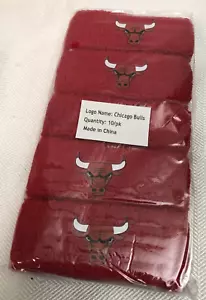 Logo Name: Chicago Bulls
Quantity: 10/pk
Made in China